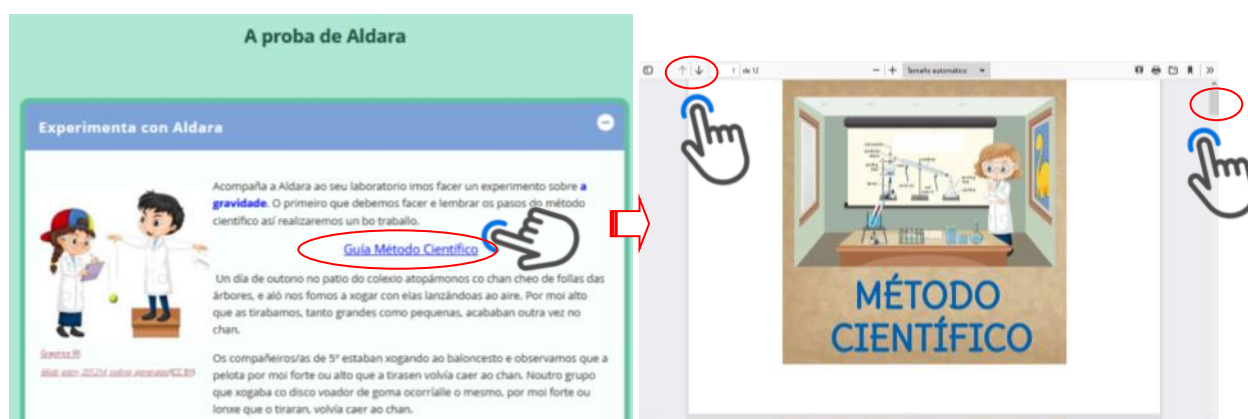 A proba de Aldara
Experimenta con Aldara
Acompaña a Aldara ao seu laboratorio imos facer un experimento sobre a
gravidade. O primeiro que debemos facer e lembrar os pasos do método
científico así realizaremos un bo traballo.
Guía Método Científico
Un día de outono no patio do colexio atopámonos co chan cheo de follas das
árbores, e aló nos fomos a xogar con elas lanzándoas ao aire. Por moi alto
que as tirabamos, tanto grandes como pequenas, acababan outra vez no
chan.
Os compañeiros/as de 5º estaban xogando ao baloncesto e observamos que a
pelota por moi forte ou alto que a tirasen volvía caer ao chan. Noutro grupo
que xogaba co disco voador de goma ocorríalle o mesmo, por moi forte ou
lonxe que o tiraran, volvía caer ao chan.
1 de 12
Tamaño automático
MÉTODO
CIENTÍFICO